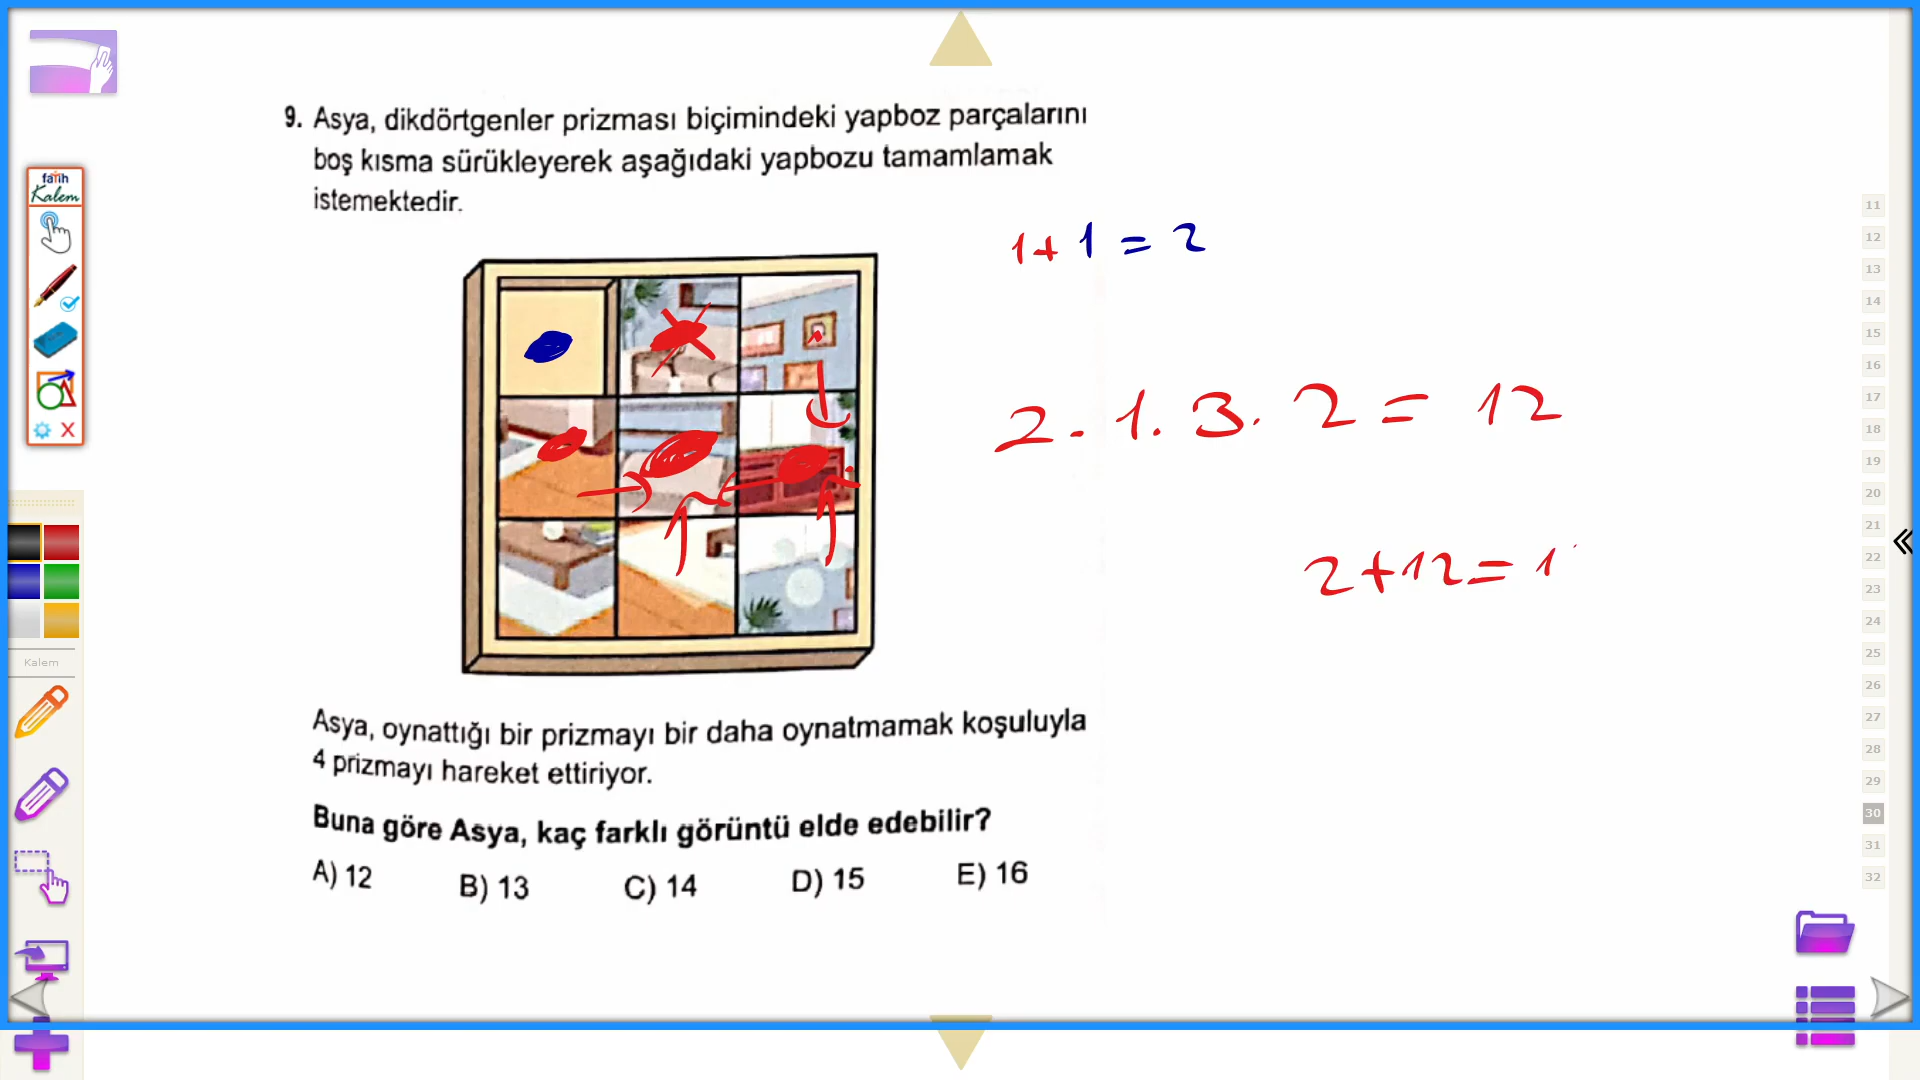 9. Asya, dikdörtgenler prizması biçimindeki yapboz parçalarını
boş kısma sürükleyerek aşağıdaki yapbozu tamamlamak
istemektedir.
1+1=2
2.1.3.2=12
2+12=1
Asya, oynattığı bir prizmayı bir daha oynatmamak koşuluyla
4 prizmayı hareket ettiriyor.
Buna göre Asya, kaç farklı görüntü elde edebilir?
A) 12 B) 13 C) 14 D) 15 E) 16
fatih
Kalem
X
Kalem
11
12
13
14
15
16
17
18
19
20
21
22
23
24
25
26
27
28
29
30
31
32